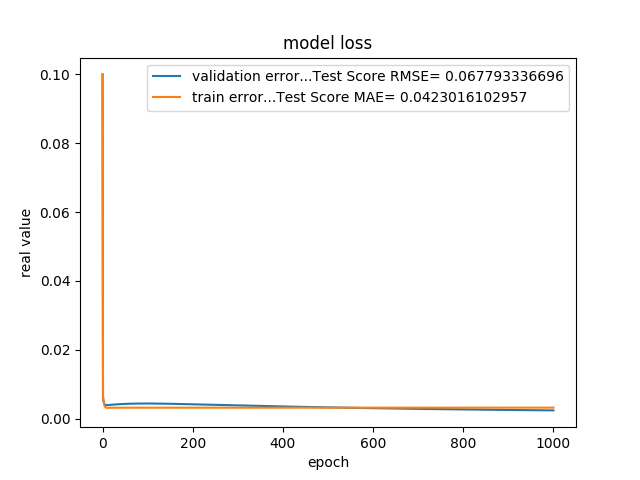 model loss
validation error...Test Score RMSE= 0.067793336696
train error...Test Score MAE= 0.0423016102957
0.10
0.08
0.06
0.04
0.02
0.00
real value
0 200 400 600 800 1000
epoch